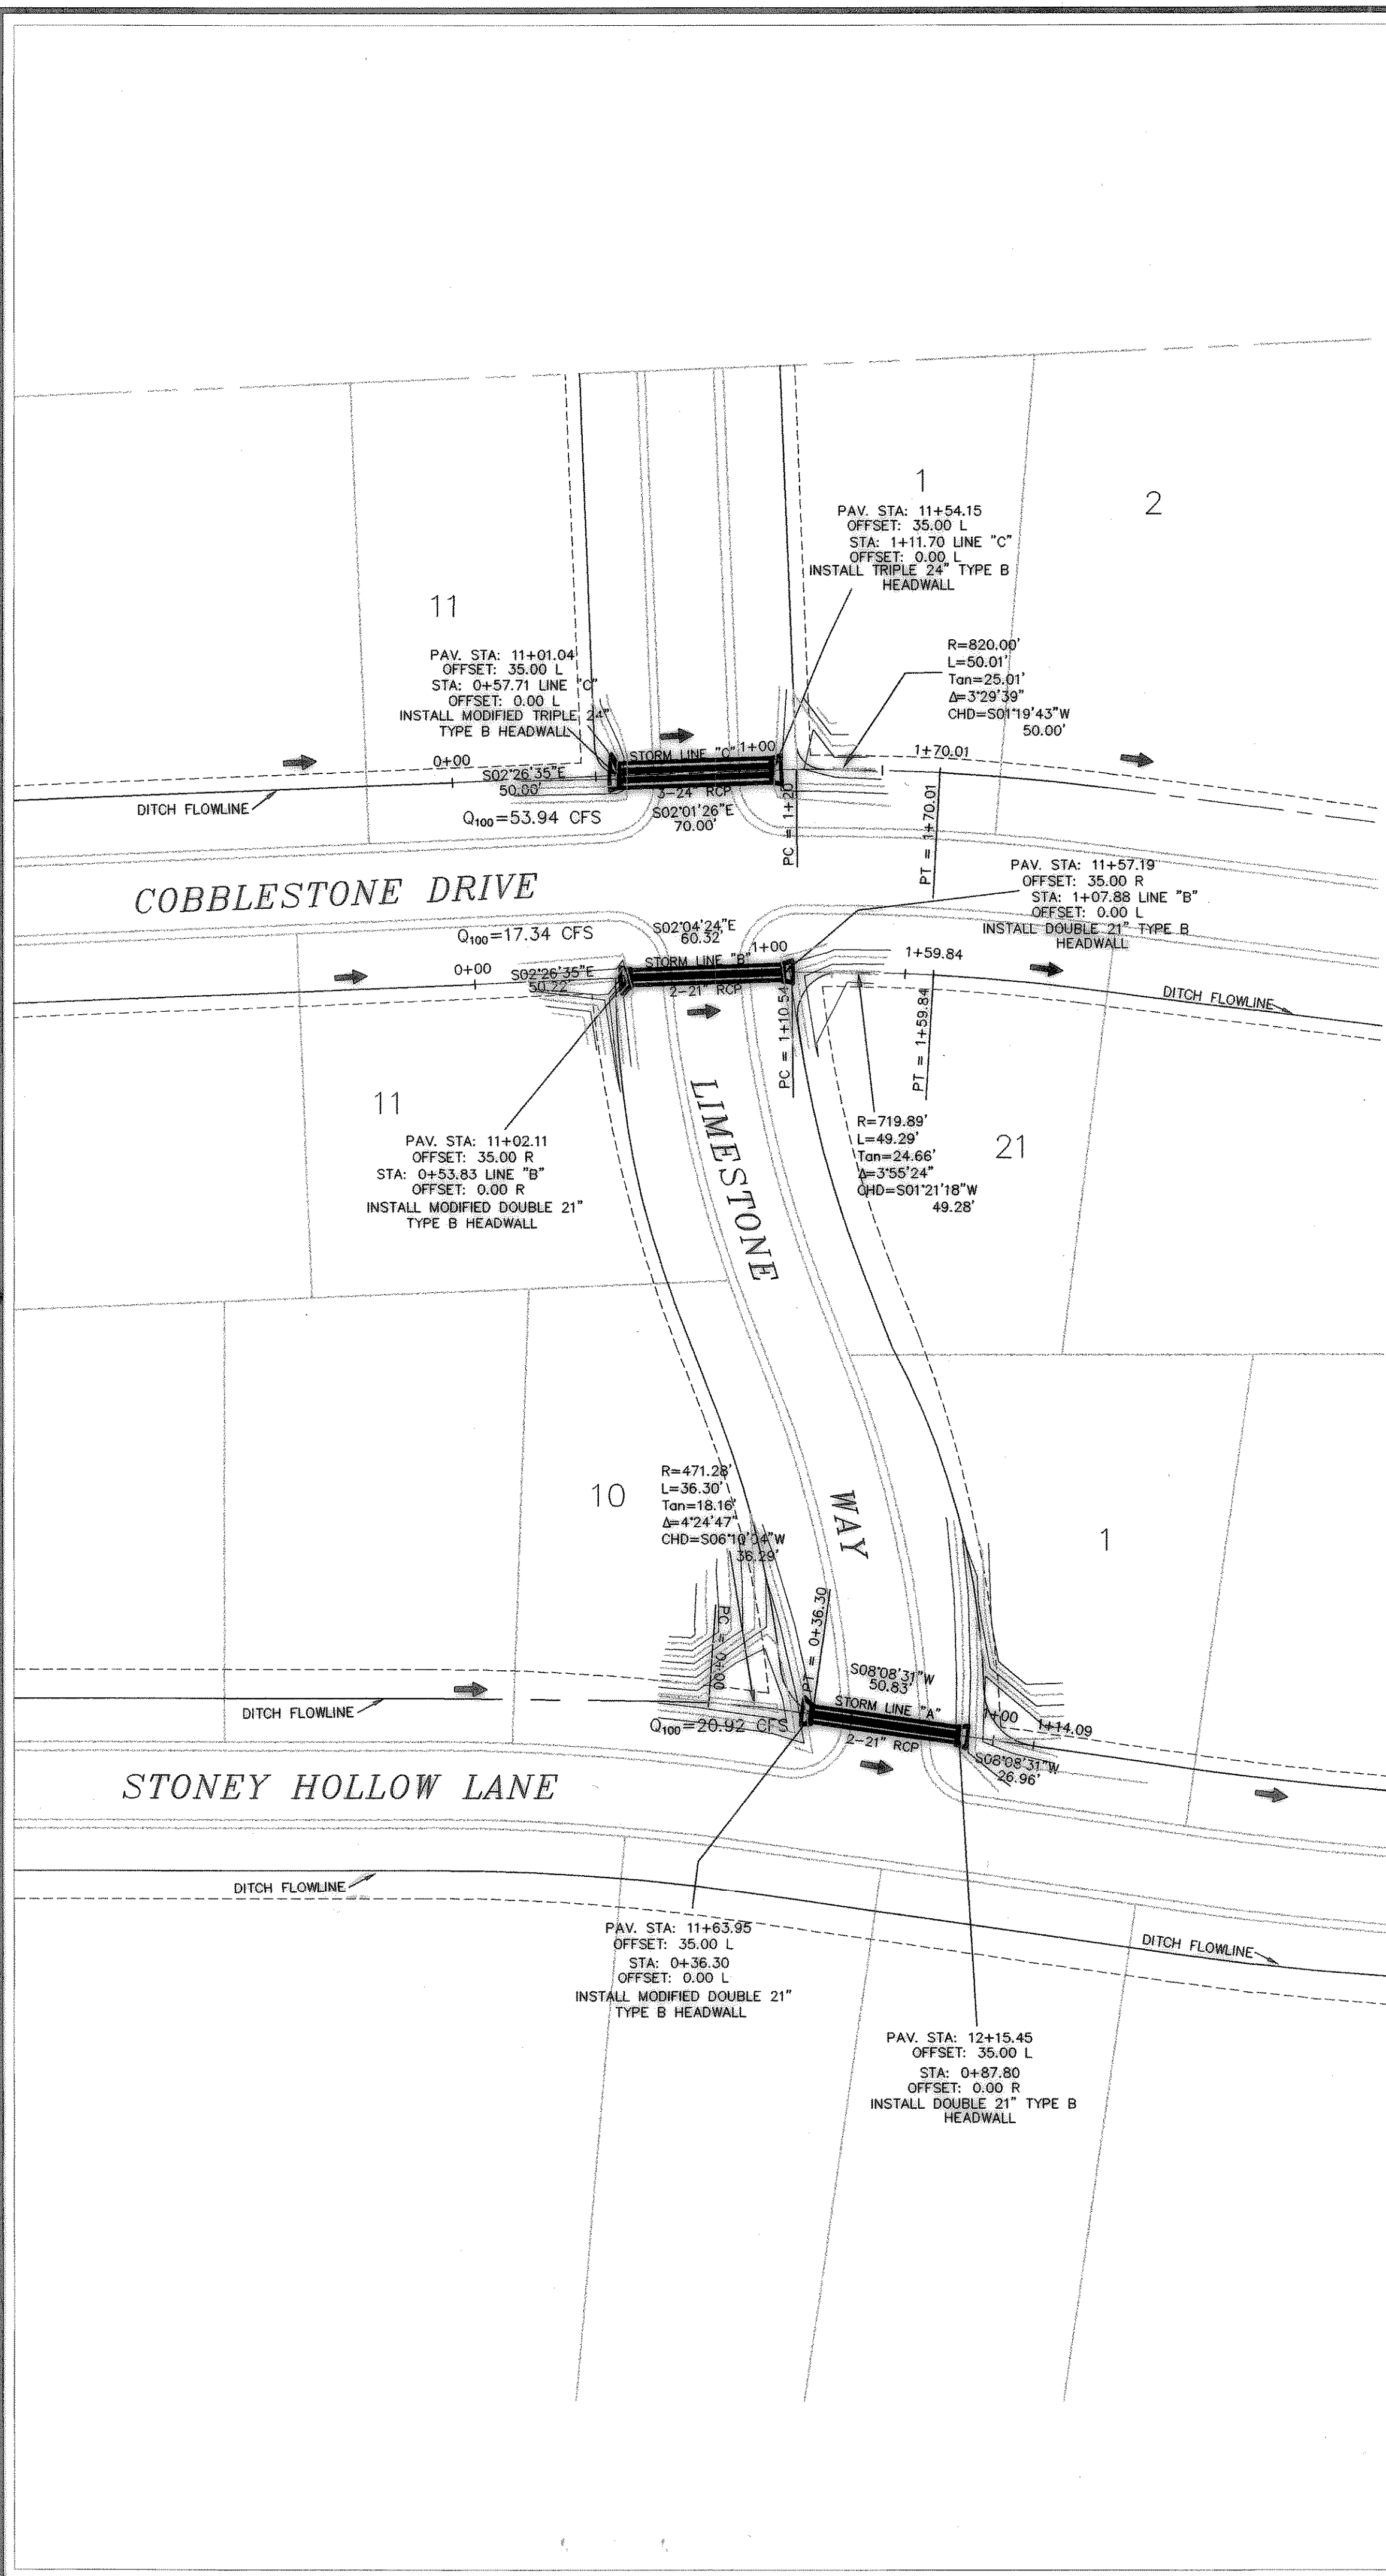 1
2
PAV. STA: 11+54.15
OFFSET: 35.00 L
STA: 1+11.70 LINE "C"
OFFSET: 0.00 L
INSTALL TRIPLE 24" TYPE B
HEADWALL
11
PAV. STA: 11+01.04
OFFSET: 35.00 L
STA: 0+57.71 LINE "C"
OFFSET: 0.00 L
INSTALL MODIFIED TRIPLE 24"
TYPE B HEADWALL
R=820.00'
L=50.01'
Tan=25.01'
Δ=3°29'39"
CHD=S01°19'43"W
50.00'
0+00
STORM LINE "C"
1+00
1+70.01
S02°26'35"E
50.00'
3-24" RCP
S02°01'26"E
70.00'
DITCH FLOWLINE
Q100=53.94 CFS
PC = 1+20
PT = 1+70.01
COBBLESTONE DRIVE
PAV. STA: 11+57.19
OFFSET: 35.00 R
STA: 1+07.88 LINE "B"
OFFSET: 0.00 L
INSTALL DOUBLE 21" TYPE B
HEADWALL
Q100=17.34 CFS
S02°04'24"E
60.32'
0+00
S02°26'35"E
50.22'
STORM LINE "B"
1+00
2-21" RCP
1+59.84
DITCH FLOWLINE
PC = 1+10.54
PT = 1+59.84
11
PAV. STA: 11+02.11
OFFSET: 35.00 R
STA: 0+53.83 LINE "B"
OFFSET: 0.00 R
INSTALL MODIFIED DOUBLE 21"
TYPE B HEADWALL
LIMESTONE
R=719.89'
L=49.29'
Tan=24.66'
Δ=3°55'24"
CHD=S01°21'18"W
49.28'
21
10
R=471.28'
L=36.30'
Tan=18.16'
Δ=4°24'47"
CHD=S06°10'04"W
36.29'
WAY
1
PC = 0+00
PT = 0+36.30
S08°08'31"W
50.83'
STORM LINE "A"
2-21" RCP
1+00
1+14.09
S08°08'31"W
26.96'
DITCH FLOWLINE
Q100=20.92 CFS
STONEY HOLLOW LANE
DITCH FLOWLINE
DITCH FLOWLINE
PAV. STA: 11+63.95
OFFSET: 35.00 L
STA: 0+36.30
OFFSET: 0.00 L
INSTALL MODIFIED DOUBLE 21"
TYPE B HEADWALL
PAV. STA: 12+15.45
OFFSET: 35.00 L
STA: 0+87.80
OFFSET: 0.00 R
INSTALL DOUBLE 21" TYPE B
HEADWALL